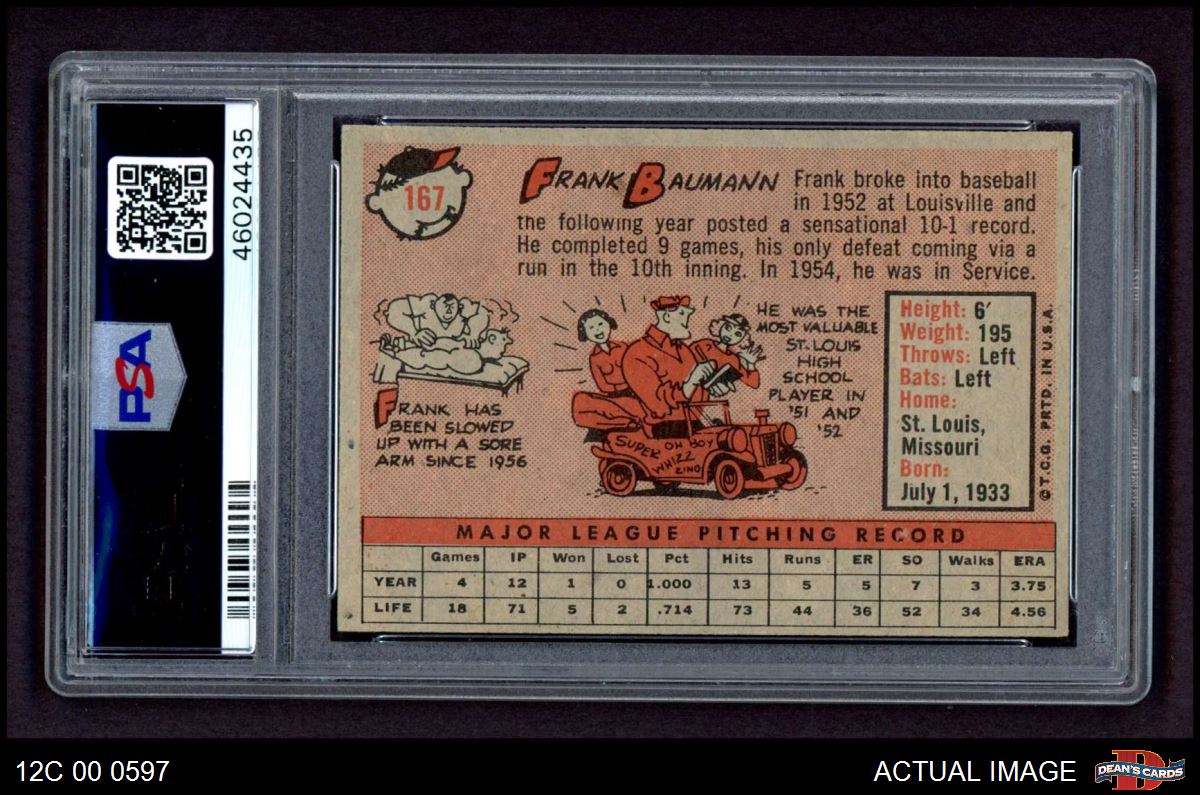 46024435
PSA
167
FRANK BAUMANN
Frank broke into baseball
in 1952 at Louisville and
the following year posted a sensational 10-1 record.
He completed 9 games, his only defeat coming via a
run in the 10th inning. In 1954, he was in Service.
FRANK HAS
BEEN SLOWED
UP WITH A SORE
ARM SINCE 1956
HE WAS THE
MOST VALUABLE
ST. LOUIS
HIGH
SCHOOL
PLAYER IN
'51 AND
'52
SUPER OH BOY
WHIZZ
ZING
Height: 6'
Weight: 195
Throws: Left
Bats: Left
Home:
St. Louis,
Missouri
Born:
July 1, 1933
© T.C.G. PRTD. IN U.S.A.
MAJOR LEAGUE PITCHING RECORD
Games IP Won Lost Pct Hits Runs ER SO Walks ERA
YEAR 4 12 1 0 1.000 13 5 5 7 3 3.75
LIFE 18 71 5 2 .714 73 44 36 52 34 4.56
12C 00 0597
ACTUAL IMAGE
D
DEAN'S CARDS